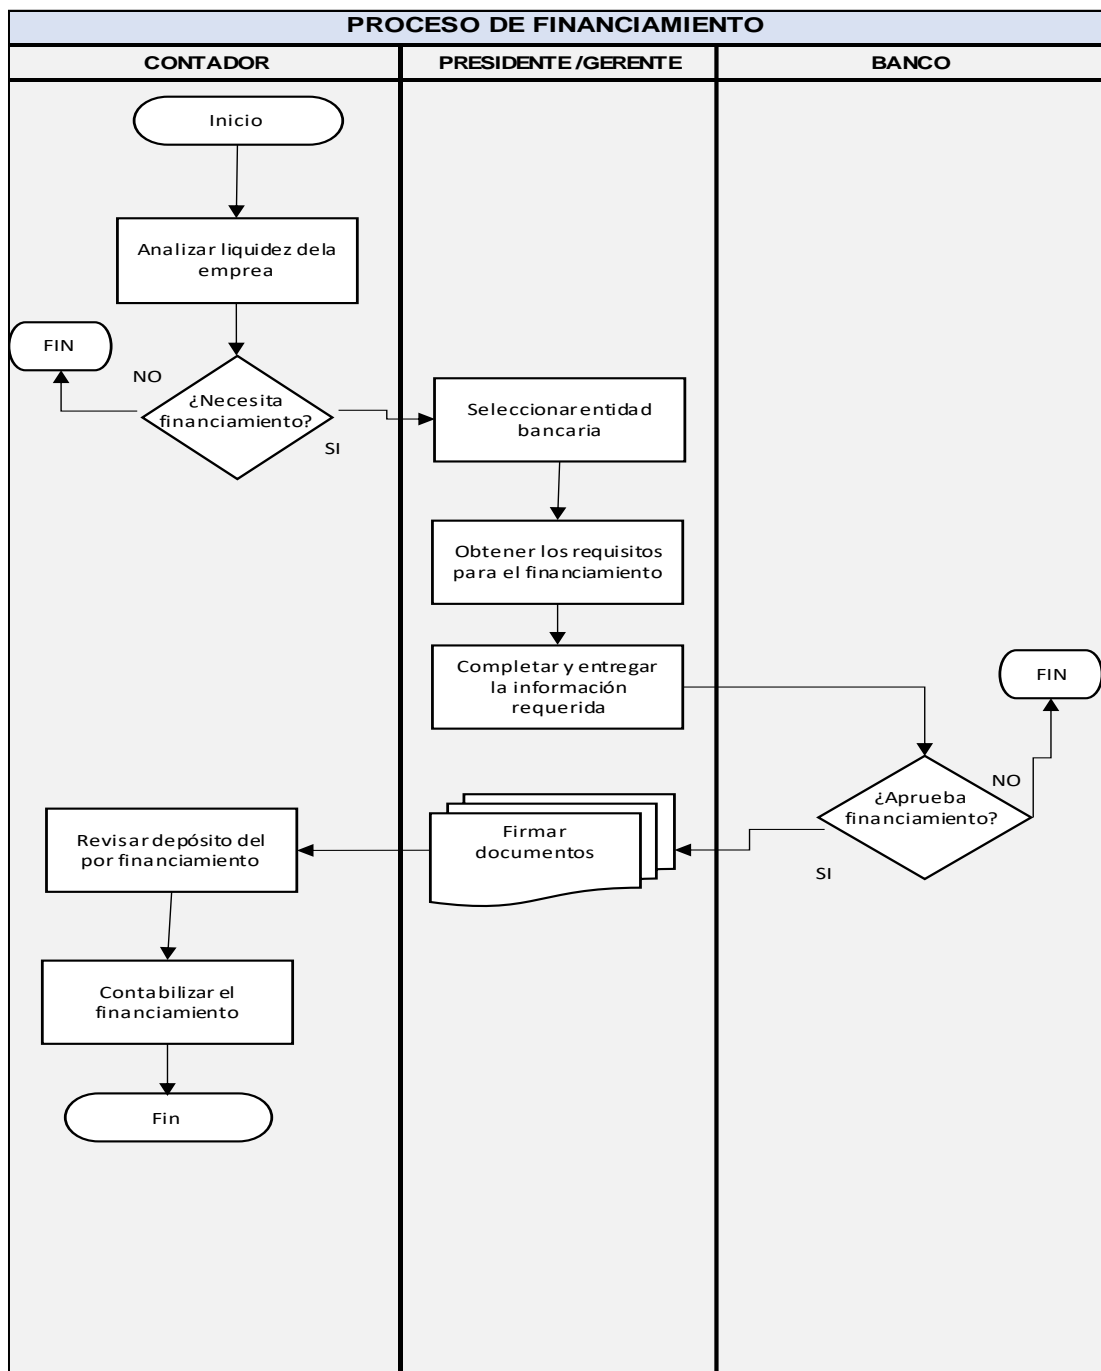 PROCESO DE FINANCIAMIENTO
CONTADOR
PRESIDENTE /GERENTE
BANCO
Inicio
Analizar liquidez dela
emprea
FIN
NO
¿Necesita
financiamiento?
SI
Seleccionar entidad
bancaria
Obtener los requisitos
para el financiamiento
Completar y entregar
la información
requerida
FIN
NO
¿Aprueba
financiamiento?
SI
Firmar
documentos
Revisar depósito del
por financiamiento
Contabilizar el
financiamiento
Fin